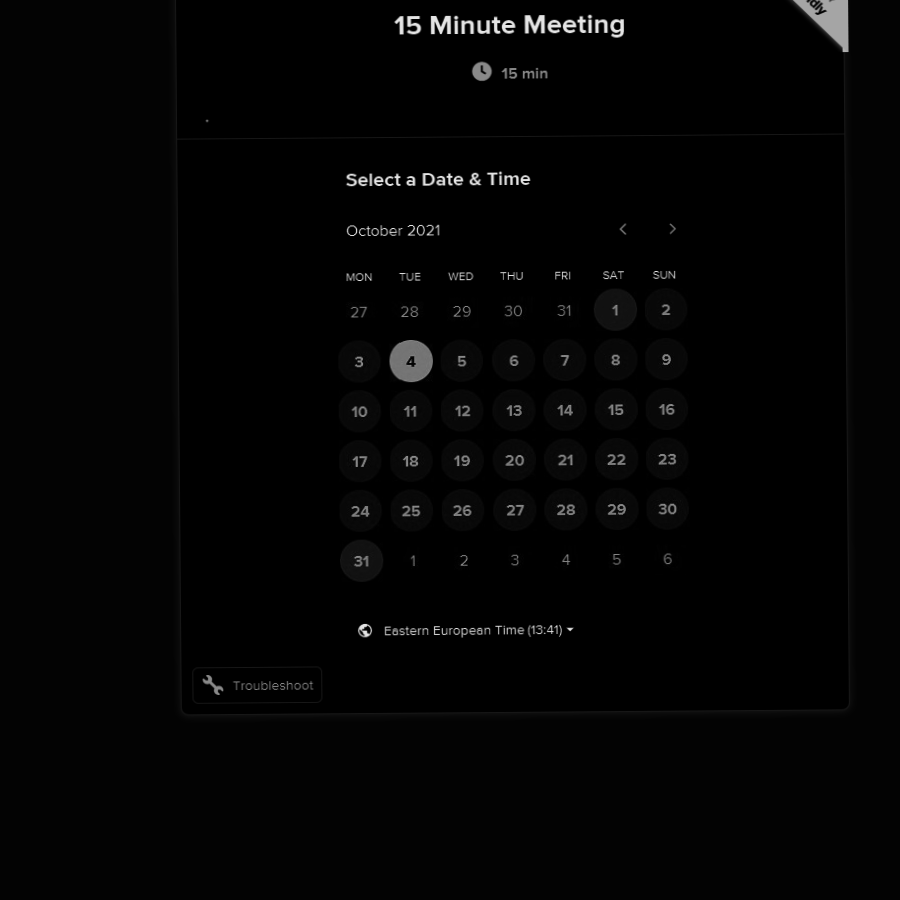 15 Minute Meeting
15 min
Select a Date & Time
October 2021
MON TUE WED THU FRI SAT SUN
27 28 29 30 31 1 2
3 4 5 6 7 8 9
10 11 12 13 14 15 16
17 18 19 20 21 22 23
24 25 26 27 28 29 30
31 1 2 3 4 5 6
Eastern European Time (13:41)
Troubleshoot